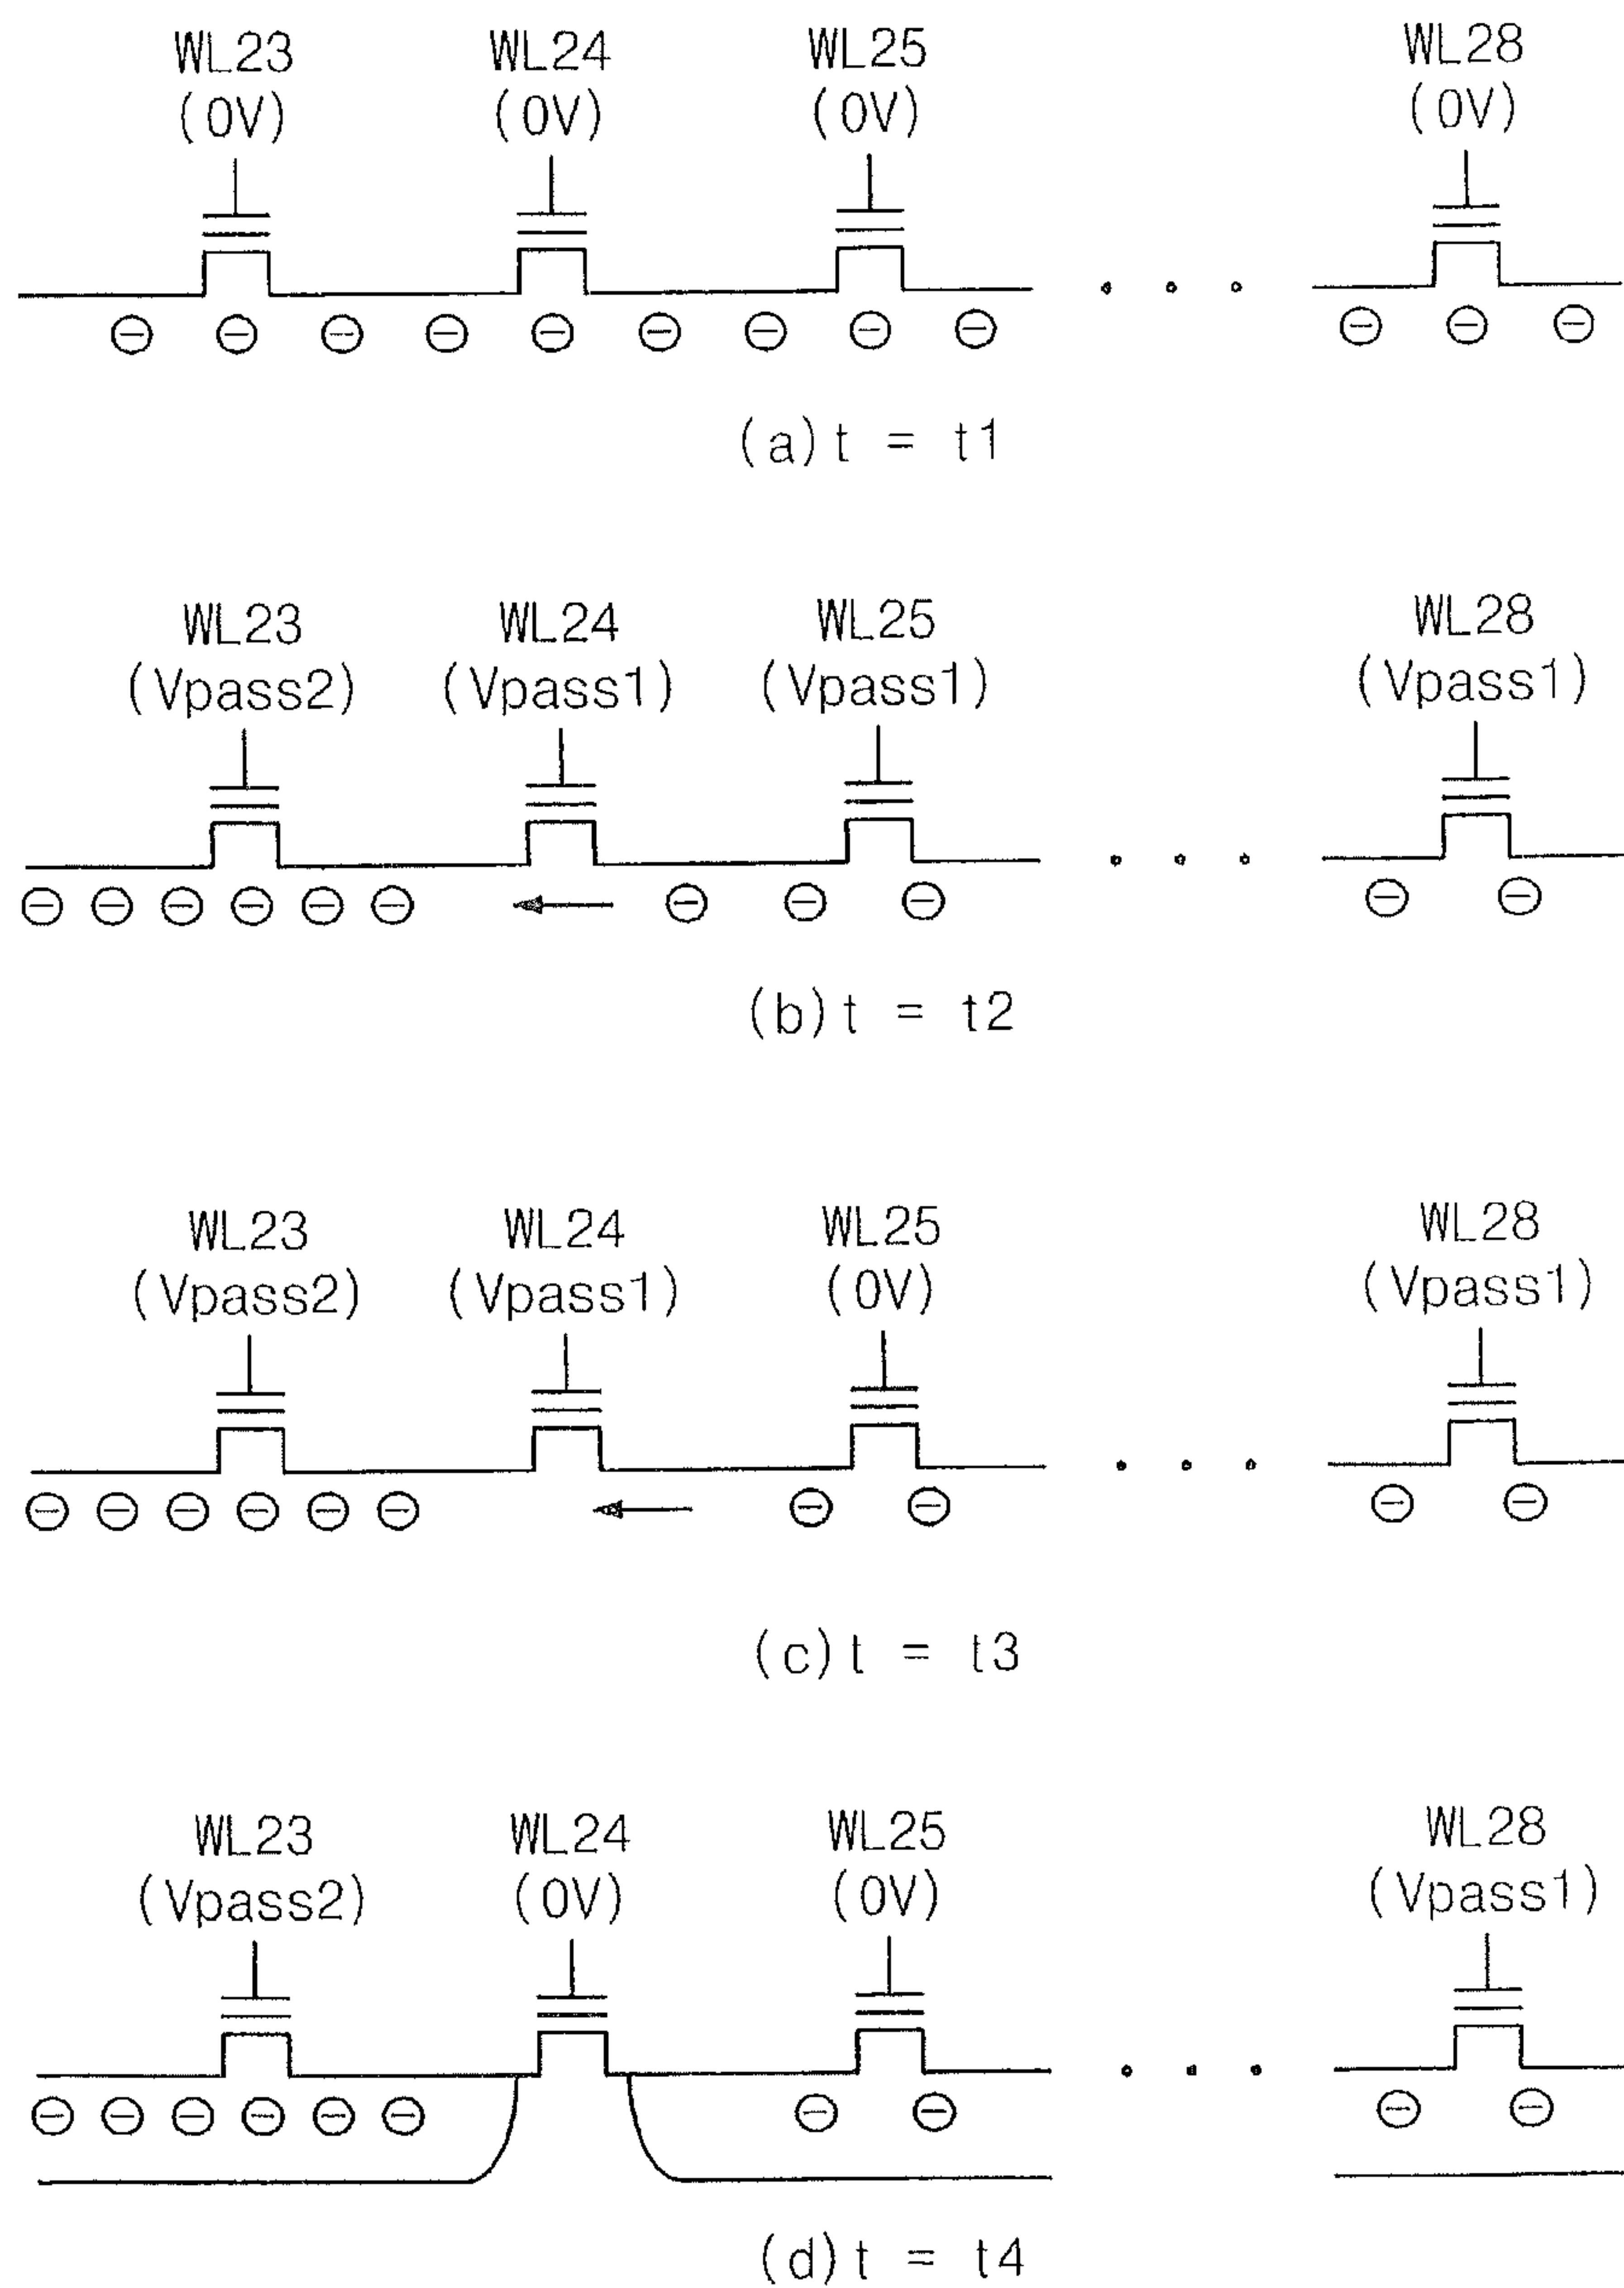 WL23 WL24 WL25 WL28
(0V) (0V) (0V) (0V)
(a) t = t1
WL23 WL24 WL25 WL28
(Vpass2) (Vpass1) (Vpass1) (Vpass1)
(b) t = t2
WL23 WL24 WL25 WL28
(Vpass2) (Vpass1) (0V) (Vpass1)
(c) t = t3
WL23 WL24 WL25 WL28
(Vpass2) (0V) (0V) (Vpass1)
(d) t = t4